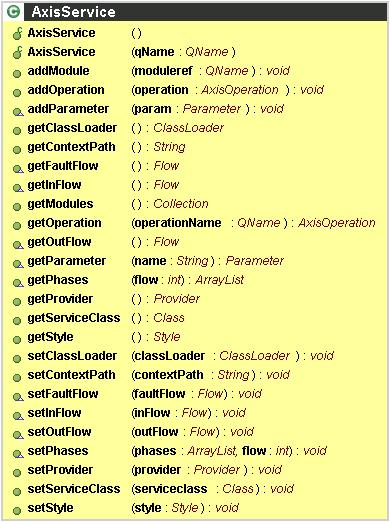 C AxisService
AxisService ( )
AxisService (qName : QName )
addModule (moduleref : QName ) : void
addOperation (operation : AxisOperation ) : void
addParameter (param : Parameter ) : void
getClassLoader ( ) : ClassLoader
getContextPath ( ) : String
getFaultFlow ( ) : Flow
getInFlow ( ) : Flow
getModules ( ) : Collection
getOperation (operationName : QName ) : AxisOperation
getOutFlow ( ) : Flow
getParameter (name : String ) : Parameter
getPhases (flow : int) : ArrayList
getProvider ( ) : Provider
getServiceClass ( ) : Class
getStyle ( ) : Style
setClassLoader (classLoader : ClassLoader ) : void
setContextPath (contextPath : String ) : void
setFaultFlow (faultFlow : Flow) : void
setInFlow (inFlow : Flow) : void
setOutFlow (outFlow : Flow) : void
setPhases (phases : ArrayList, flow : int) : void
setProvider (provider : Provider ) : void
setServiceClass (serviceclass : Class) : void
setStyle (style : Style) : void